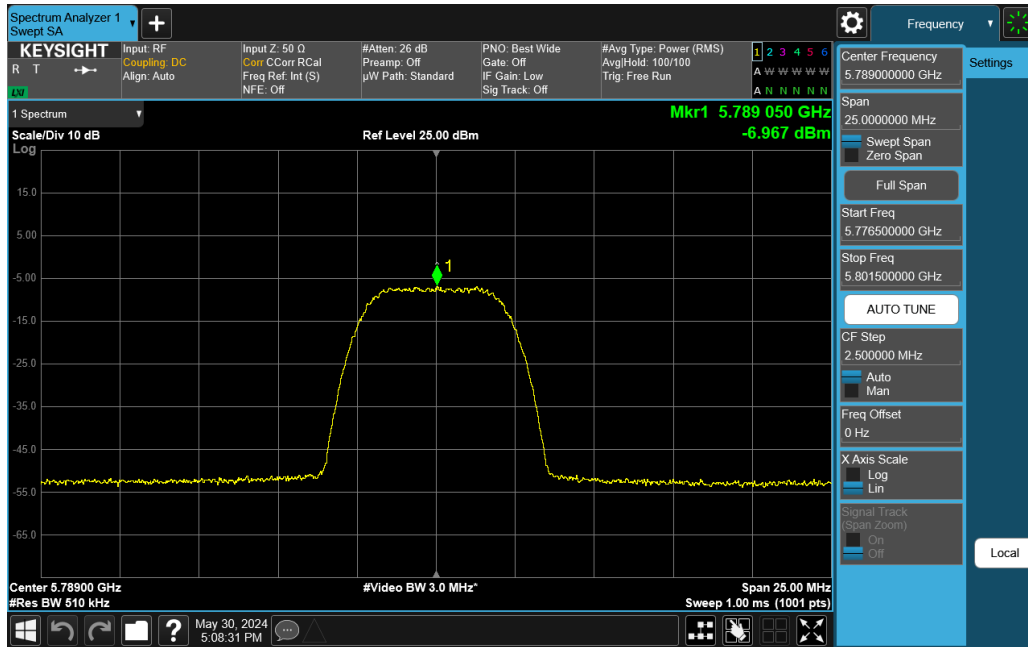 Spectrum Analyzer 1
Swept SA
Frequency
KEYSIGHT
R T
LXI
Input: RF
Coupling: DC
Align: Auto
Input Z: 50 Ω
Corr CCorr RCal
Freq Ref: Int (S)
NFE: Off
#Atten: 26 dB
Preamp: Off
µW Path: Standard
PNO: Best Wide
Gate: Off
IF Gain: Low
Sig Track: Off
#Avg Type: Power (RMS)
Avg|Hold: 100/100
Trig: Free Run
1 2 3 4 5 6
A W W W W W
A N N N N N
1 Spectrum
Mkr1 5.789 050 GHz
Scale/Div 10 dB
Ref Level 25.00 dBm
-6.967 dBm
Log
15.0
5.00
1
-5.00
-15.0
-25.0
-35.0
-45.0
-55.0
-65.0
Center 5.78900 GHz
#Video BW 3.0 MHz*
Span 25.00 MHz
#Res BW 510 kHz
Sweep 1.00 ms (1001 pts)
?
May 30, 2024
5:08:31 PM
Center Frequency
5.789000000 GHz
Settings
Span
25.0000000 MHz
Swept Span
Zero Span
Full Span
Start Freq
5.776500000 GHz
Stop Freq
5.801500000 GHz
AUTO TUNE
CF Step
2.500000 MHz
Auto
Man
Freq Offset
0 Hz
X Axis Scale
Log
Lin
Signal Track
(Span Zoom)
On
Off
Local